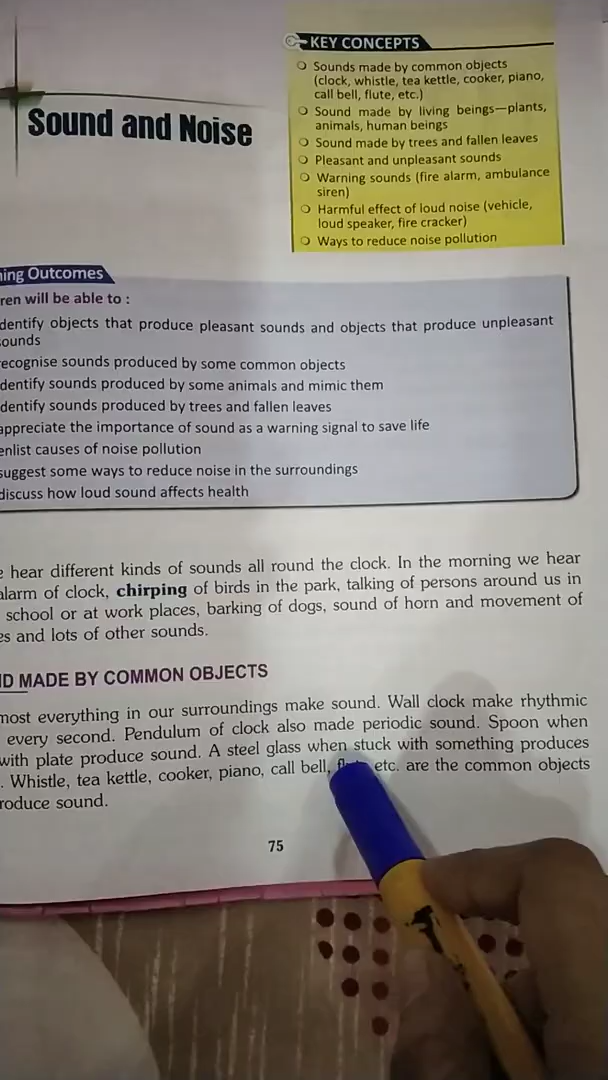 Sound and Noise
KEY CONCEPTS
Sounds made by common objects
(clock, whistle, tea kettle, cooker, piano,
call bell, flute, etc.)
Sound made by living beings—plants,
animals, human beings
Sound made by trees and fallen leaves
Pleasant and unpleasant sounds
Warning sounds (fire alarm, ambulance
siren)
Harmful effect of loud noise (vehicle,
loud speaker, fire cracker)
Ways to reduce noise pollution
ning Outcomes
ren will be able to :
dentify objects that produce pleasant sounds and objects that produce unpleasant
ounds
ecognise sounds produced by some common objects
dentify sounds produced by some animals and mimic them
dentify sounds produced by trees and fallen leaves
appreciate the importance of sound as a warning signal to save life
enlist causes of noise pollution
suggest some ways to reduce noise in the surroundings
discuss how loud sound affects health
e hear different kinds of sounds all round the clock. In the morning we hear
alarm of clock, chirping of birds in the park, talking of persons around us in
school or at work places, barking of dogs, sound of horn and movement of
es and lots of other sounds.
ND MADE BY COMMON OBJECTS
most everything in our surroundings make sound. Wall clock make rhythmic
every second. Pendulum of clock also made periodic sound. Spoon when
with plate produce sound. A steel glass when stuck with something produces
. Whistle, tea kettle, cooker, piano, call bell, etc. are the common objects
roduce sound.
75